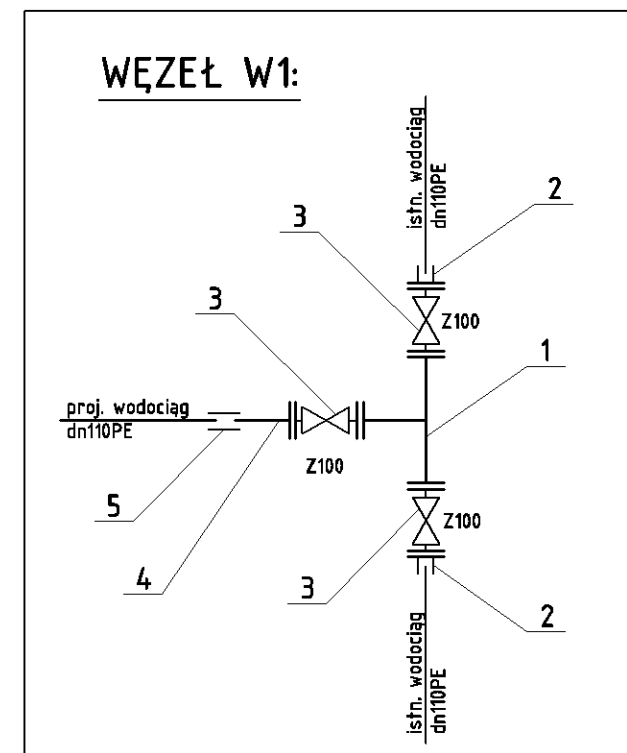 WĘZEŁ W1:
istn. wodociąg
dn110PE
2
3
Z100
3
1
proj. wodociąg
dn110PE
Z100
5
4
Z100
3
2
istn. wodociąg
dn110PE